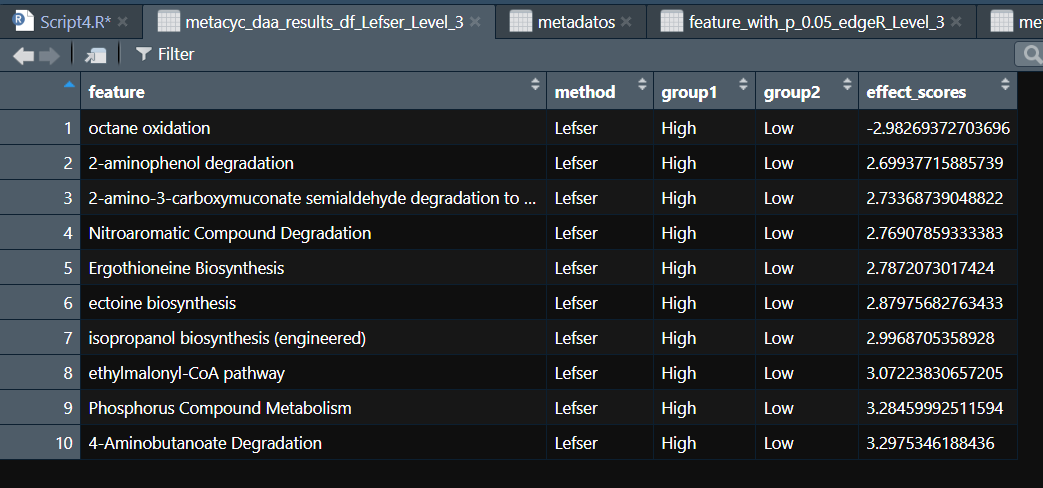 Script4.R* metacyc_daa_results_df_Lefser_Level_3 metadatos feature_with_p_0.05_edgeR_Level_3 me
Filter
feature method group1 group2 effect_scores
1 octane oxidation Lefser High Low -2.98269372703696
2 2-aminophenol degradation Lefser High Low 2.69937715885739
3 2-amino-3-carboxymuconate semialdehyde degradation to ... Lefser High Low 2.73368739048822
4 Nitroaromatic Compound Degradation Lefser High Low 2.76907859333383
5 Ergothioneine Biosynthesis Lefser High Low 2.7872073017424
6 ectoine biosynthesis Lefser High Low 2.87975682763433
7 isopropanol biosynthesis (engineered) Lefser High Low 2.9968705358928
8 ethylmalonyl-CoA pathway Lefser High Low 3.07223830657205
9 Phosphorus Compound Metabolism Lefser High Low 3.28459992511594
10 4-Aminobutanoate Degradation Lefser High Low 3.2975346188436